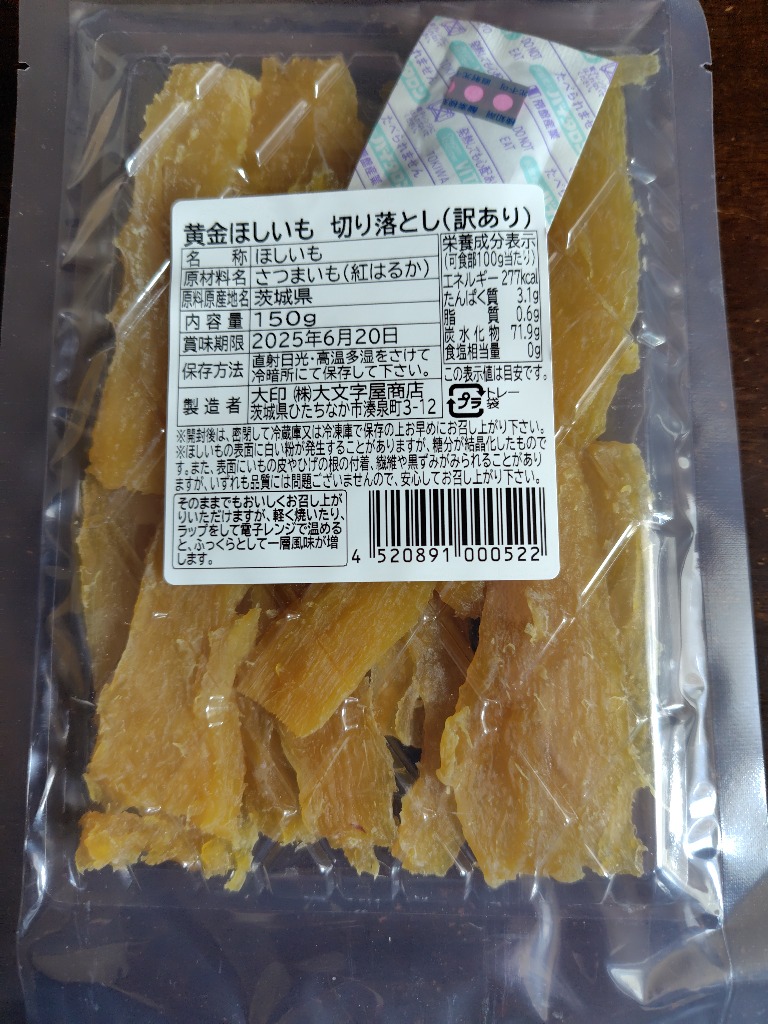 DO NOT
EAT
たべられません
黄金ほしいも 切り落とし(訳あり)
名 称 ほしいも
原材料名 さつまいも(紅はるか)
原料原産地名 茨城県
内容量 150g
賞味期限 2025年6月20日
保存方法 直射日光・高温多湿をさけて
冷暗所にて保存して下さい。
製造者 大印 ㈱大文字屋商店
茨城県ひたちなか市湊泉町3-12
栄養成分表示
(可食部100g当たり)
エネルギー 277kcal
たんぱく質 3.1g
脂 質 0.6g
炭水化物 71.9g
食塩相当量 0g
この表示値は目安です。
プラ
トレー
袋
※開封後は、密閉して冷蔵庫又は冷凍庫で保存の上お早めにお召し上がり下さい。
※ほしいもの表面に白い粉が発生することがありますが、糖分が結晶化したもので
す。また、表面にいもの皮やひげの根の付着、繊維や黒ずみがみられることがあり
ますが、いずれも品質には問題ございませんので、安心してお召し上がり下さい。
そのままでもおいしくお召し上が
りいただけますが、軽く焼いたり、
ラップをして電子レンジで温める
と、ふっくらとして一層風味が増
します。
4 520891 000522